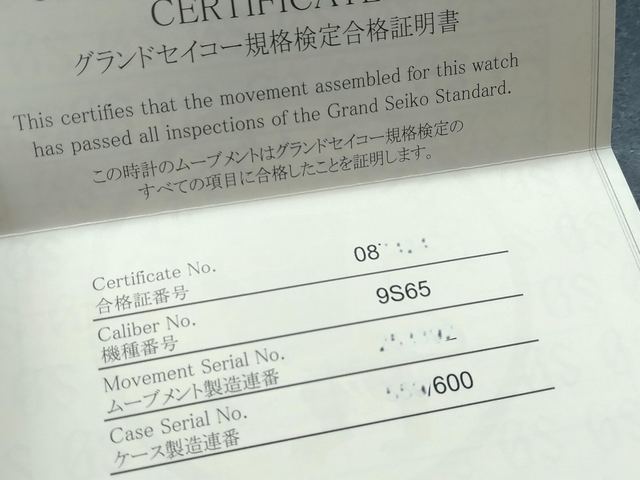 CERTIFICATE
グランドセイコー規格検定合格証明書
This certifies that the movement assembled for this watch
has passed all inspections of the Grand Seiko Standard.
この時計のムーブメントはグランドセイコー規格検定の
すべての項目に合格したことを証明します。
Certificate No. 08
合格証番号
Caliber No. 9S65
機種番号
Movement Serial No.
ムーブメント製造連番
Case Serial No. /600
ケース製造連番